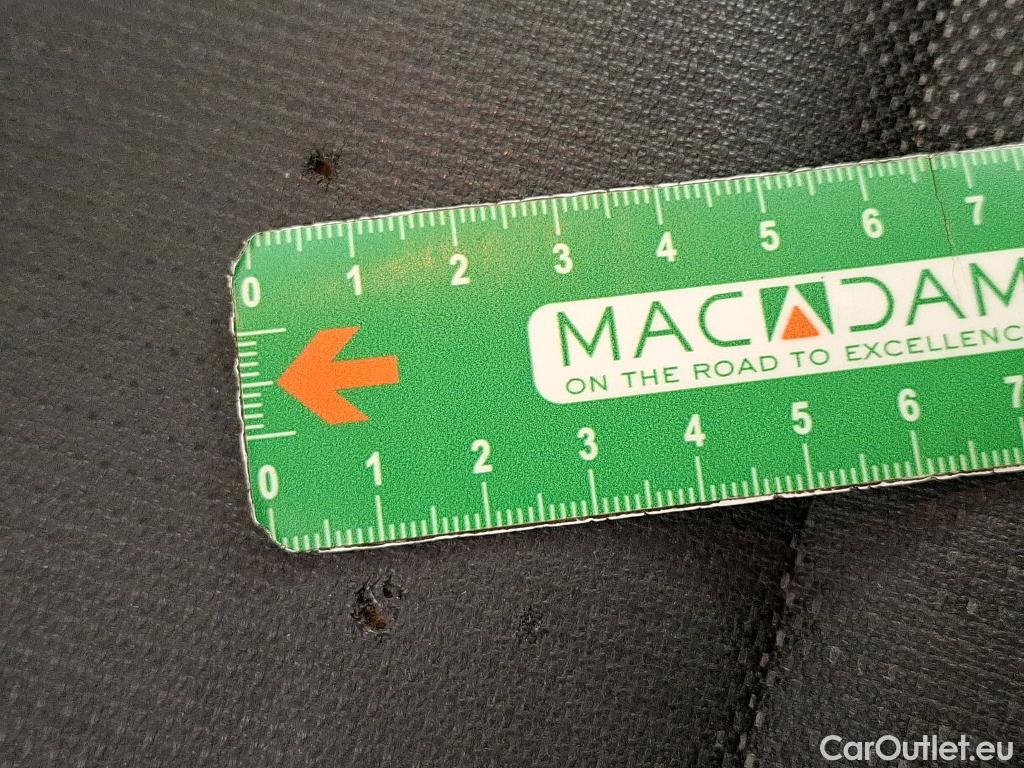 0 1 2 3 4 5 6 7
MACADAM
ON THE ROAD TO EXCELLENC
0 1 2 3 4 5 6 7
CarOutlet.eu